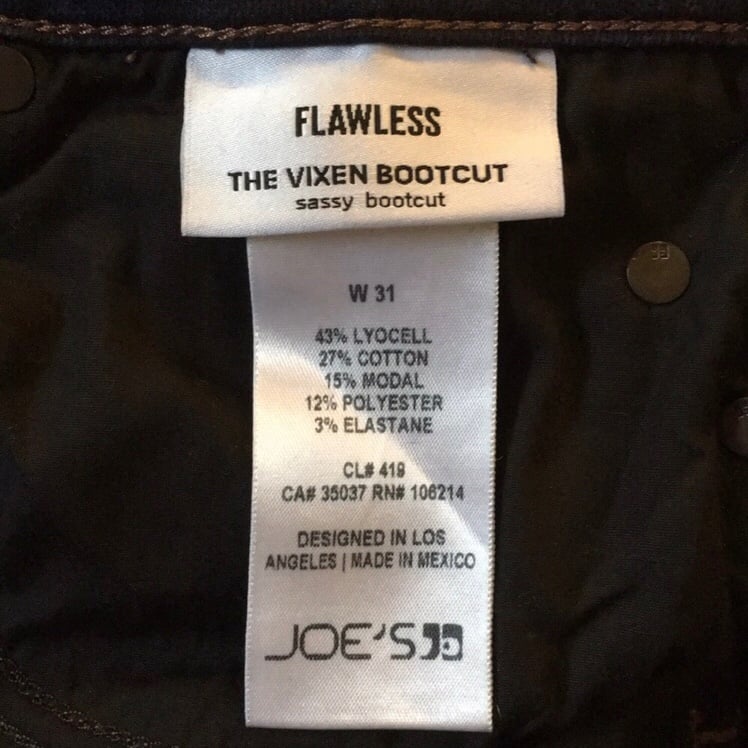 FLAWLESS
THE VIXEN BOOTCUT
sassy bootcut
W 31
43% LYOCELL
27% COTTON
15% MODAL
12% POLYESTER
3% ELASTANE
CL# 419
CA# 35037 RN# 106214
DESIGNED IN LOS
ANGELES | MADE IN MEXICO
JOE'S